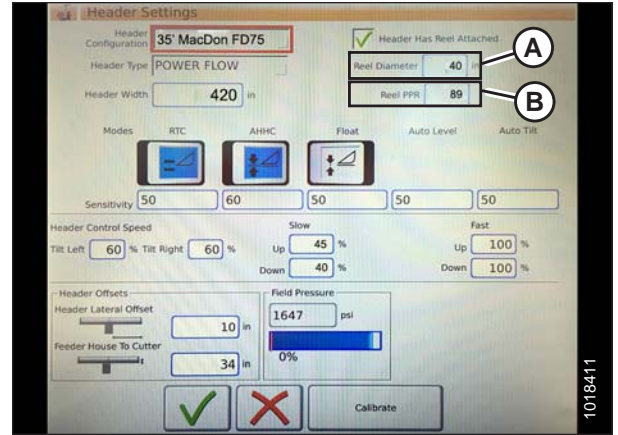 Header Settings
Header Configuration 35' MacDon FD75
Header Has Reel Attached
A
Header Type POWER FLOW
Reel Diameter 40 in
Header Width 420 in
Reel PPR 89
B
Modes RTC AHHC Float Auto Level Auto Tilt
Sensitivity 50 60 50 50 50
Header Control Speed Slow Fast
Tilt Left 60 % Tilt Right 60 % Up 45 % Up 100 %
Down 40 % Down 100 %
Header Offsets Field Pressure
Header Lateral Offset
10 in
1647 psi
Feeder House To Cutter
34 in
0%
Calibrate
1018411